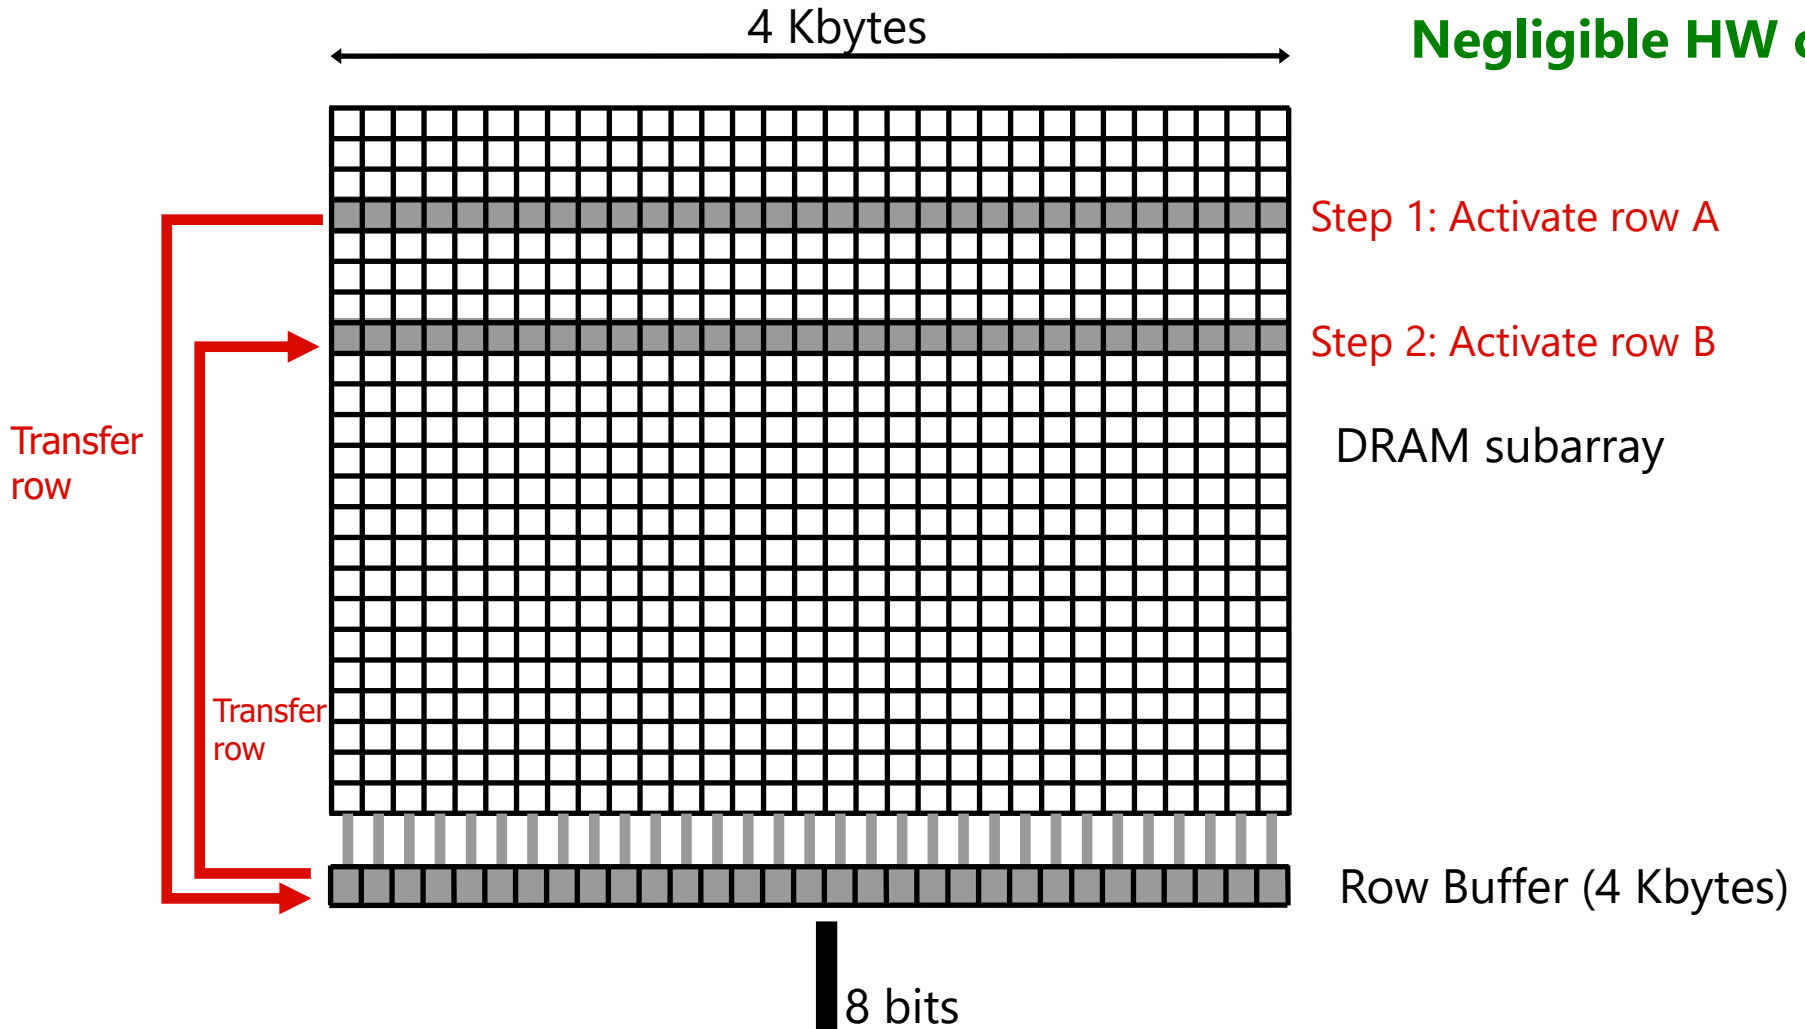 4 Kbytes
Negligible HW
Step 1: Activate row A
Step 2: Activate row B
Transfer
row
DRAM subarray
Transfer
row
Row Buffer (4 Kbytes)
8 bits